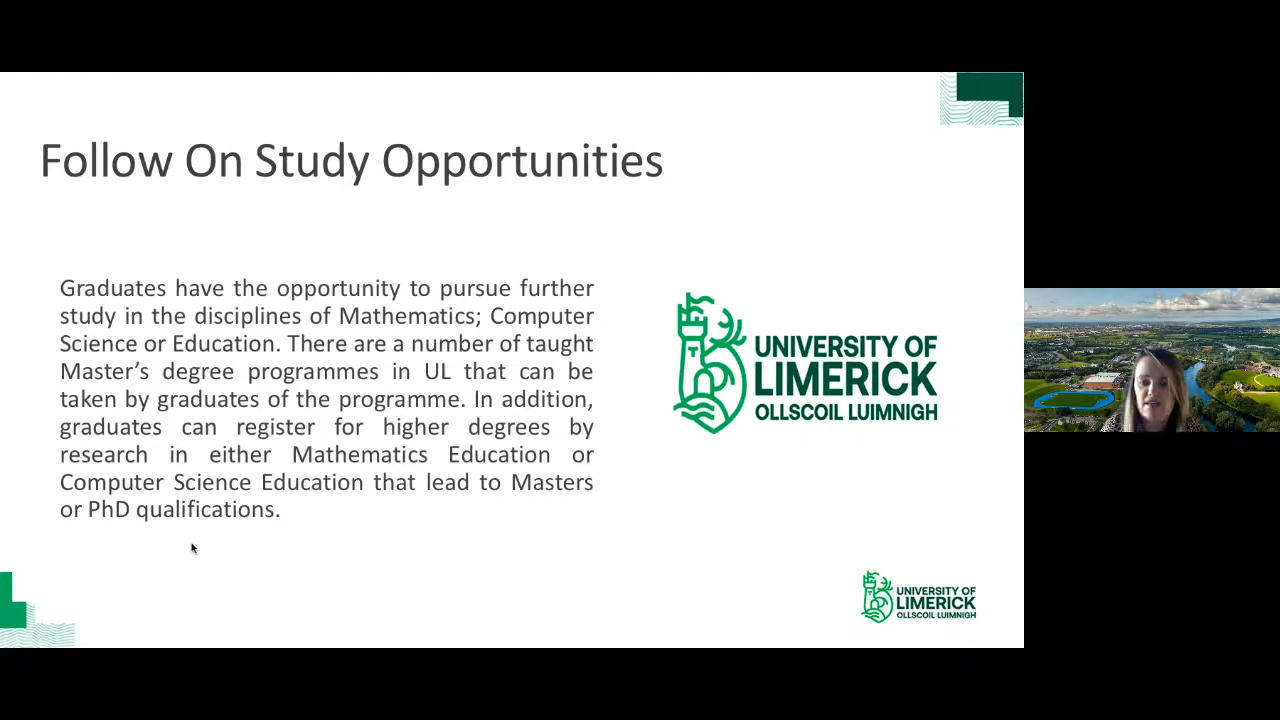 Follow On Study Opportunities
Graduates have the opportunity to pursue further
study in the disciplines of Mathematics; Computer
Science or Education. There are a number of taught
Master’s degree programmes in UL that can be
taken by graduates of the programme. In addition,
graduates can register for higher degrees by
research in either Mathematics Education or
Computer Science Education that lead to Masters
or PhD qualifications.
UNIVERSITY OF
LIMERICK
OLLSCOIL LUIMNIGH
UNIVERSITY OF
LIMERICK
OLLSCOIL LUIMNIGH